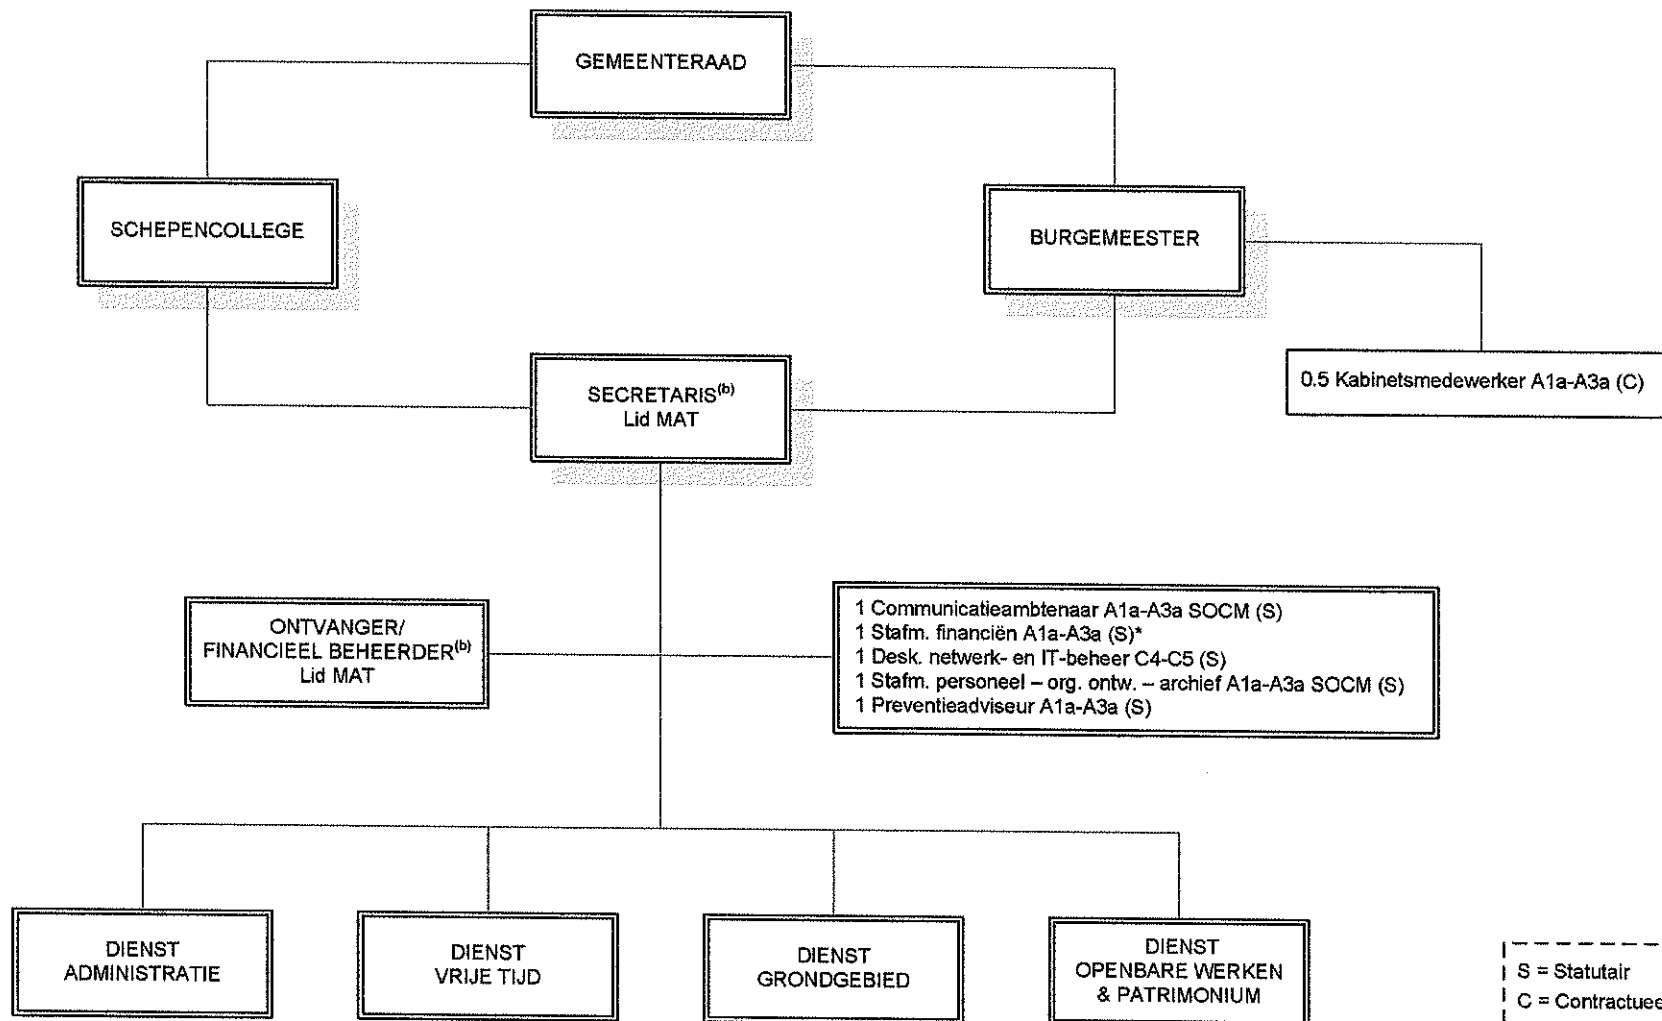 GEMEENTERAAD
SCHEPENCOLLEGE
BURGEMEESTER
SECRETARIS(b)
Lid MAT
0.5 Kabinetsmedewerker A1a-A3a (C)
ONTVANGER/
FINANCIEEL BEHEERDER(b)
Lid MAT
1 Communicatieambtenaar A1a-A3a SOCM (S)
1 Stafm. financiën A1a-A3a (S)*
1 Desk. netwerk- en IT-beheer C4-C5 (S)
1 Stafm. personeel – org. ontw. – archief A1a-A3a SOCM (S)
1 Preventieadviseur A1a-A3a (S)
DIENST
ADMINISTRATIE
DIENST
VRIJE TIJD
DIENST
GRONDGEBIED
DIENST
OPENBARE WERKEN
& PATRIMONIUM
S = Statutair
C = Contractuee